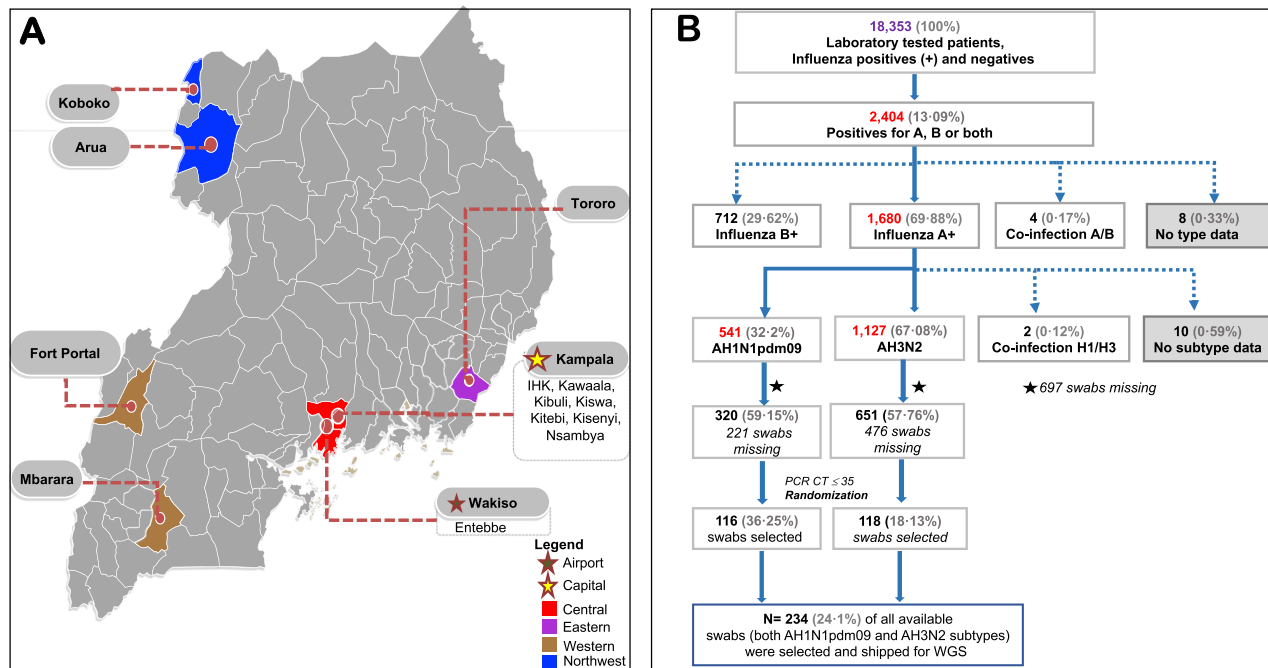 A
Koboko
Arua
Tororo
Fort Portal
Kampala
IHK, Kawaala,
Kibuli, Kiswa,
Kitebi, Kisenyi,
Nsambya
Mbarara
Wakiso
Entebbe
Legend
Airport
Capital
Central
Eastern
Western
Northwest
B
18,353 (100%)
Laboratory tested patients,
Influenza positives (+) and negatives
2,404 (13·09%)
Positives for A, B or both
712 (29·62%)
Influenza B+
1,680 (69·88%)
Influenza A+
4 (0·17%)
Co-infection A/B
8 (0·33%)
No type data
541 (32·2%)
AH1N1pdm09
1,127 (67·08%)
AH3N2
2 (0·12%)
Co-infection H1/H3
10 (0·59%)
No subtype data
★697 swabs missing
320 (59·15%)
221 swabs
missing
651 (57·76%)
476 swabs
missing
PCR CT ≤ 35
Randomization
116 (36·25%)
swabs selected
118 (18·13%)
swabs selected
N= 234 (24·1%) of all available
swabs (both AH1N1pdm09 and AH3N2 subtypes)
were selected and shipped for WGS